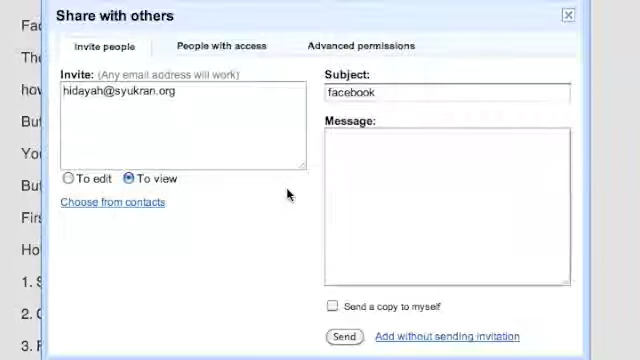 Share with others
Invite people
People with access
Advanced permissions
Invite: (Any email address will work)
hidayah@syukran.org
To edit
To view
Choose from contacts
Subject:
facebook
Message:
Send a copy to myself
Send
Add without sending invitation
Fac
The
how
But
You
But
Firs
Ho
1. S
2. C
3. F